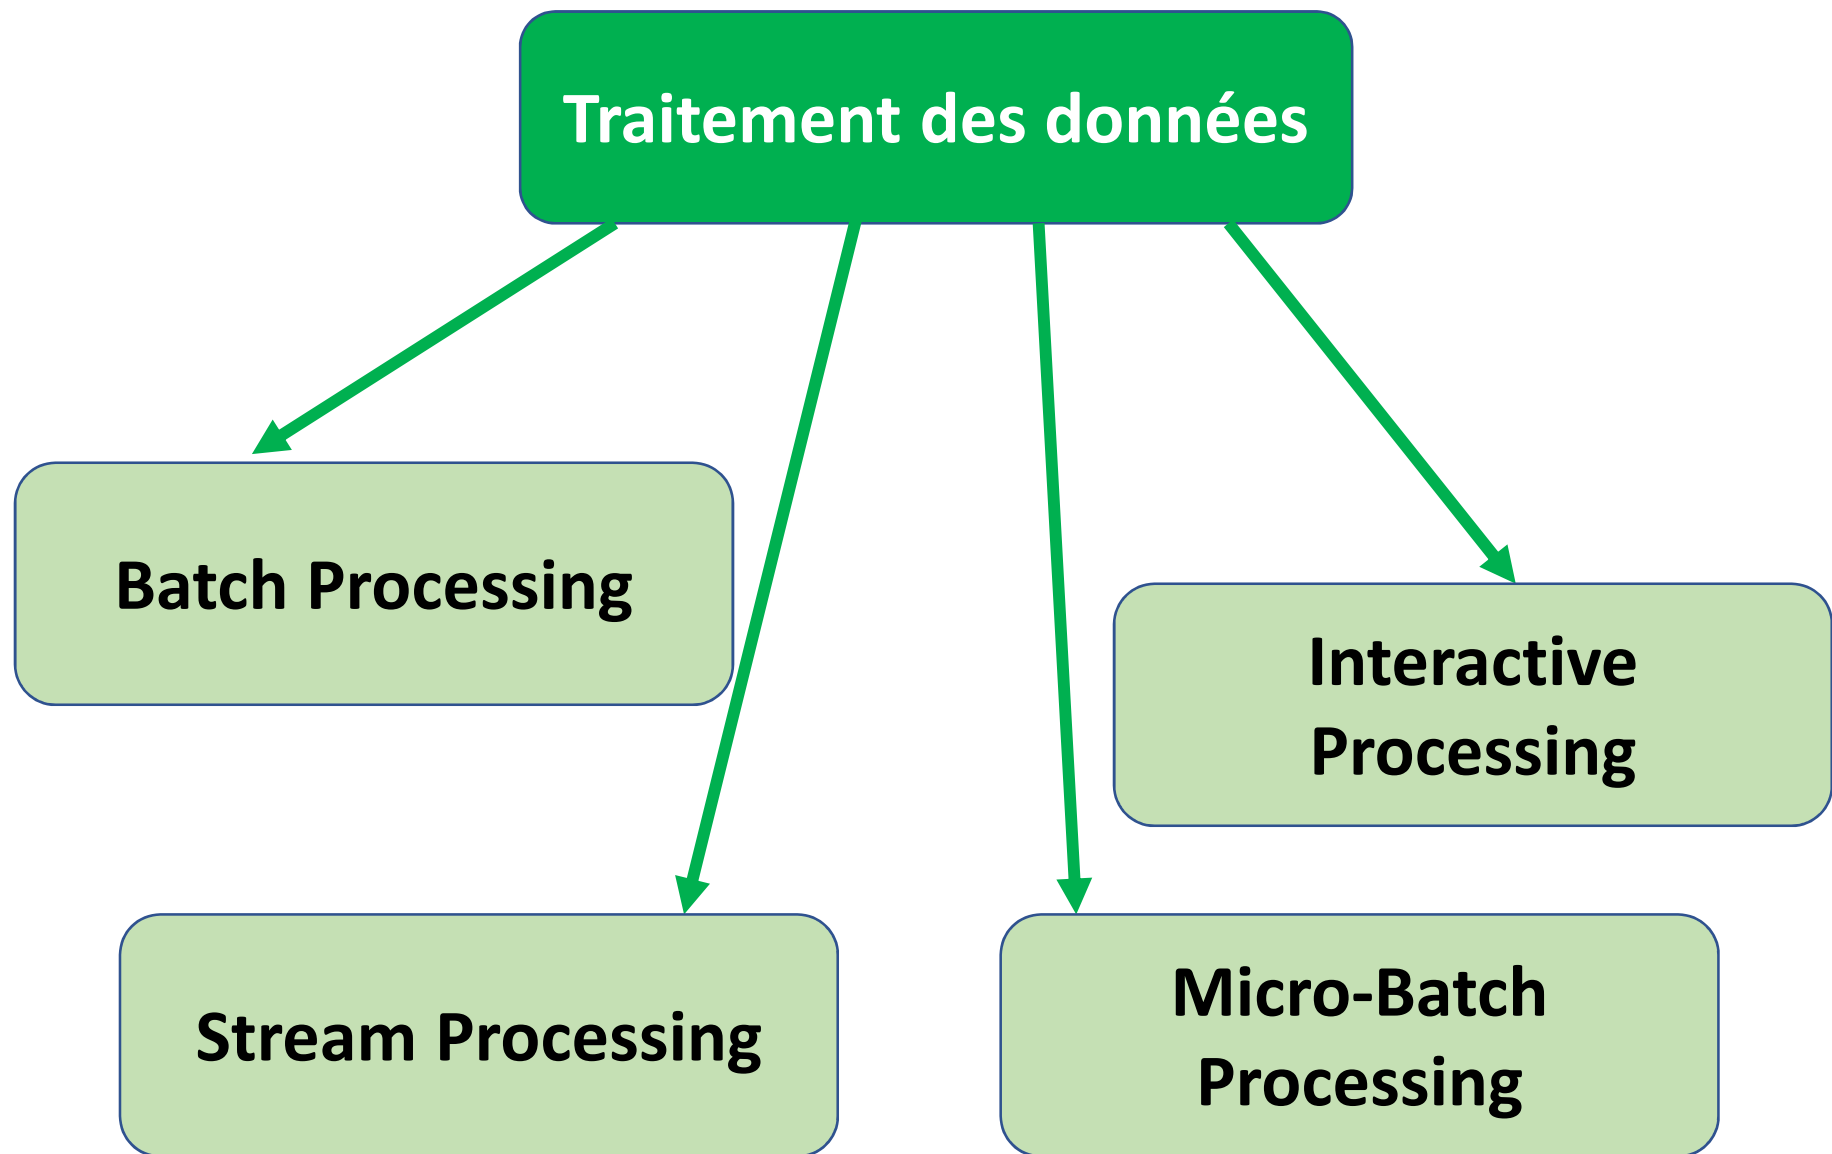 Traitement des données
Batch Processing
Interactive
Processing
Stream Processing
Micro-Batch
Processing